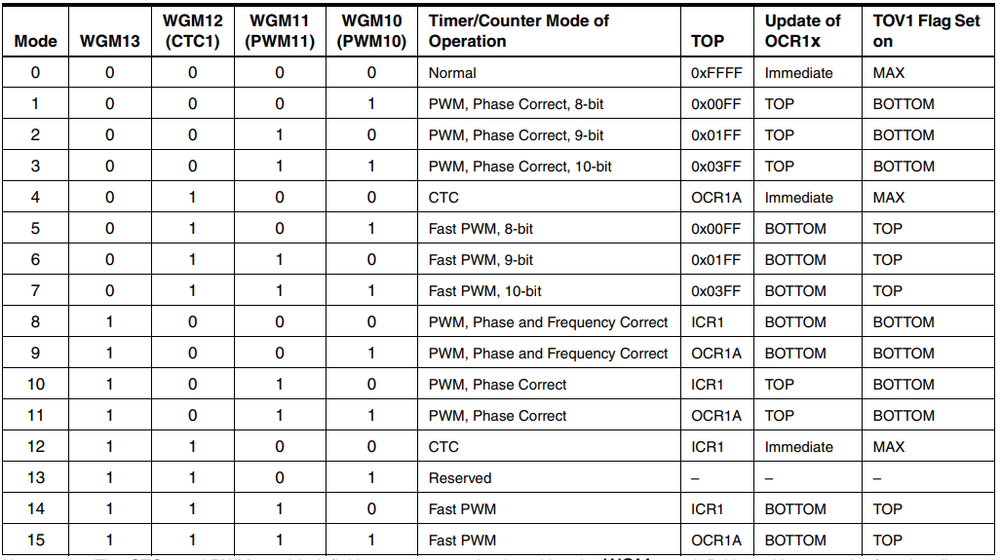 Mode WGM13 WGM12 (CTC1) WGM11 (PWM11) WGM10 (PWM10) Timer/Counter Mode of Operation TOP Update of OCR1x TOV1 Flag Set on
0 0 0 0 0 Normal 0xFFFF Immediate MAX
1 0 0 0 1 PWM, Phase Correct, 8-bit 0x00FF TOP BOTTOM
2 0 0 1 0 PWM, Phase Correct, 9-bit 0x01FF TOP BOTTOM
3 0 0 1 1 PWM, Phase Correct, 10-bit 0x03FF TOP BOTTOM
4 0 1 0 0 CTC OCR1A Immediate MAX
5 0 1 0 1 Fast PWM, 8-bit 0x00FF BOTTOM TOP
6 0 1 1 0 Fast PWM, 9-bit 0x01FF BOTTOM TOP
7 0 1 1 1 Fast PWM, 10-bit 0x03FF BOTTOM TOP
8 1 0 0 0 PWM, Phase and Frequency Correct ICR1 BOTTOM BOTTOM
9 1 0 0 1 PWM, Phase and Frequency Correct OCR1A BOTTOM BOTTOM
10 1 0 1 0 PWM, Phase Correct ICR1 TOP BOTTOM
11 1 0 1 1 PWM, Phase Correct OCR1A TOP BOTTOM
12 1 1 0 0 CTC ICR1 Immediate MAX
13 1 1 0 1 Reserved – – –
14 1 1 1 0 Fast PWM ICR1 BOTTOM TOP
15 1 1 1 1 Fast PWM OCR1A BOTTOM TOP